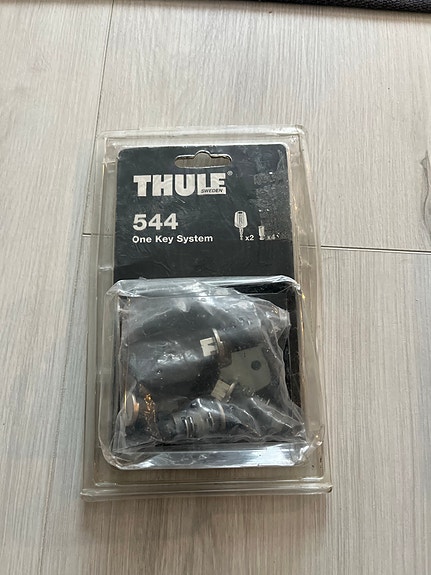 THULE
SWEDEN
544
One Key System
x2
x4